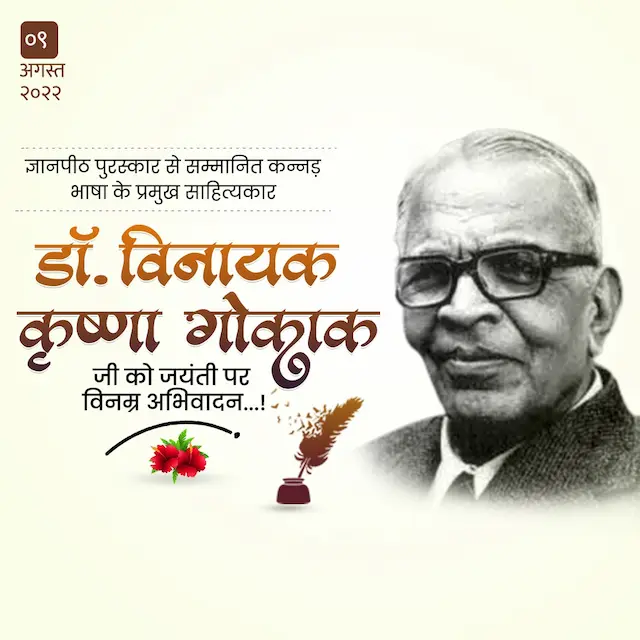 ०९
अगस्त
२०२२
ज्ञानपीठ पुरस्कार से सम्मानित कन्नड़
भाषा के प्रमुख साहित्यकार
डॉ. विनायक
कृष्णा गोकाक
जी को जयंती पर
विनम्र अभिवादन...!